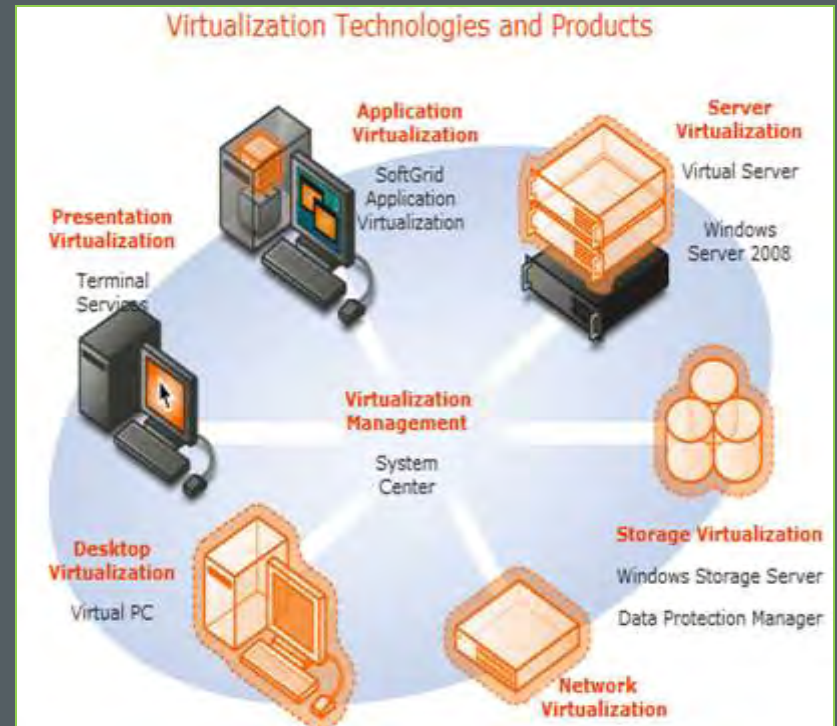 Virtualization Technologies and Products
Application
Virtualization
SoftGrid
Application
Virtualization
Server
Virtualization
Virtual Server
Windows
Server 2008
Presentation
Virtualization
Terminal
Services
Virtualization
Management
System
Center
Storage Virtualization
Windows Storage Server
Data Protection Manager
Desktop
Virtualization
Virtual PC
Network
Virtualization